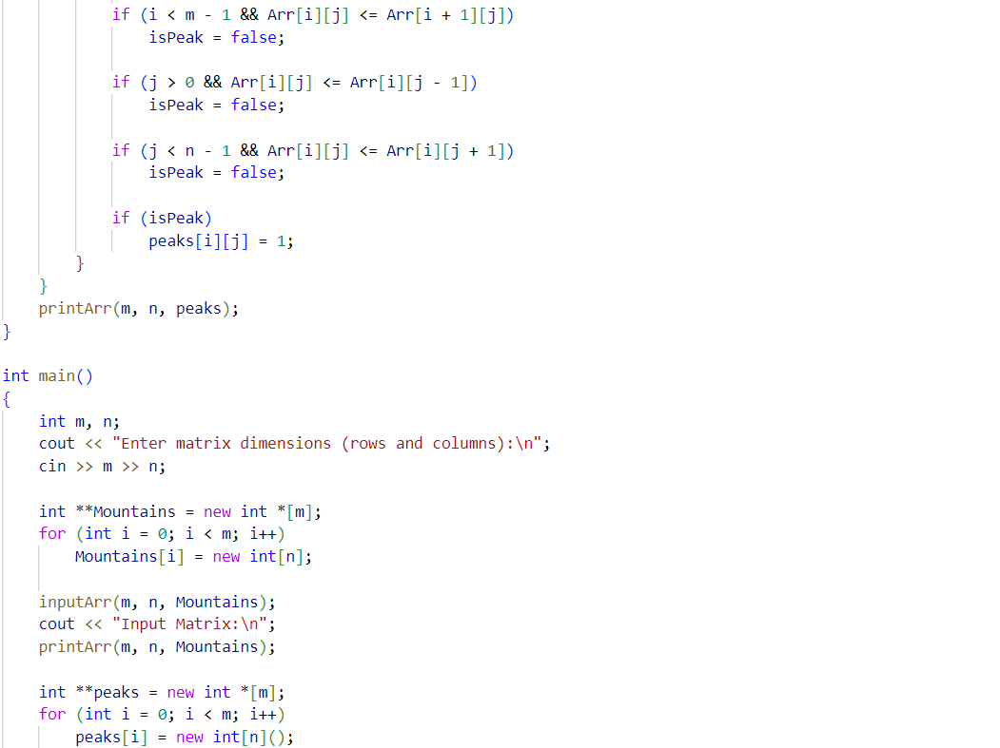 if (i < m - 1 && Arr[i][j] <= Arr[i + 1][j])
isPeak = false;
if (j > 0 && Arr[i][j] <= Arr[i][j - 1])
isPeak = false;
if (j < n - 1 && Arr[i][j] <= Arr[i][j + 1])
isPeak = false;
if (isPeak)
peaks[i][j] = 1;
}
}
printArr(m, n, peaks);
}
int main()
{
int m, n;
cout << "Enter matrix dimensions (rows and columns):\n";
cin >> m >> n;
int **Mountains = new int *[m];
for (int i = 0; i < m; i++)
Mountains[i] = new int[n];
inputArr(m, n, Mountains);
cout << "Input Matrix:\n";
printArr(m, n, Mountains);
int **peaks = new int *[m];
for (int i = 0; i < m; i++)
peaks[i] = new int[n]();